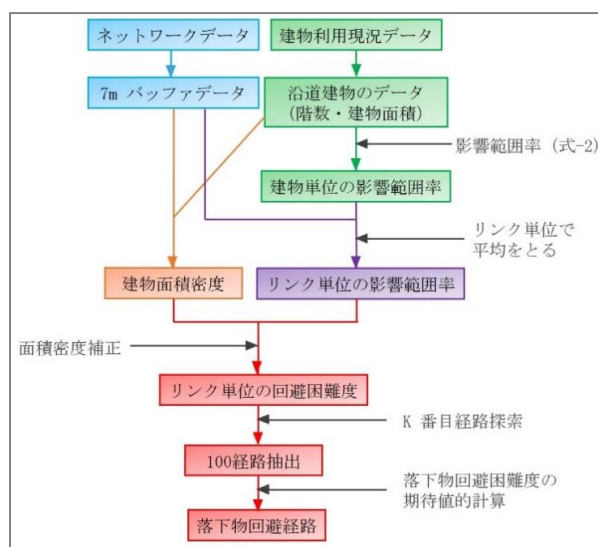 ネットワークデータ
建物利用現況データ
7m バッファデータ
沿道建物のデータ
(階数・建物面積)
影響範囲率 (式-2)
建物単位の影響範囲率
リンク単位で
平均をとる
建物面積密度
リンク単位の影響範囲率
面積密度補正
リンク単位の回避困難度
K 番目経路探索
100経路抽出
落下物回避困難度の
期待値的計算
落下物回避経路